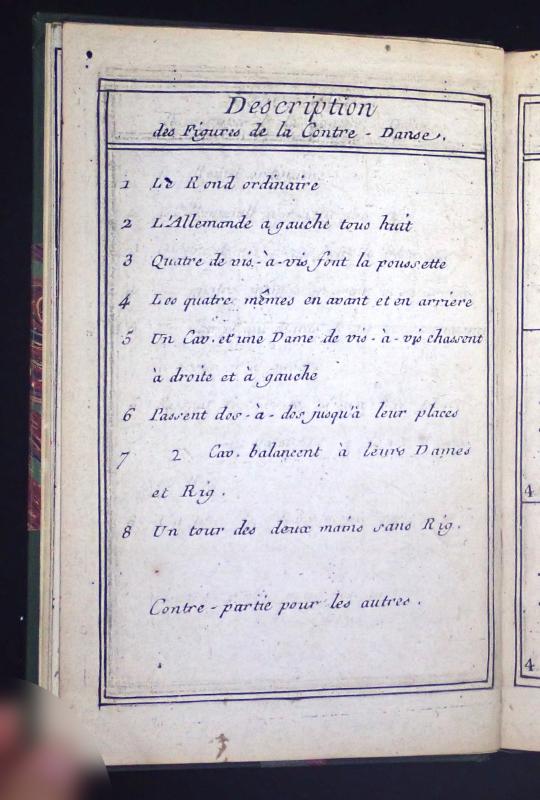 Description
des Figures de la Contre - Danse.
1 Le Rond ordinaire
2 L'Allemande a gauche tous huit
3 Quatre de vis-à-vis font la poussette
4 Les quatre mêmes en avant et en arriere
5 Un Cav. et une Dame de vis-à-vis chassent
à droite et à gauche
6 Passent dos-à-dos jusqu'à leur places
7 2 Cav. balancent à leurs Dames
et Rig.
8 Un tour des deux mains sans Rig.
Contre-partie pour les autres.
4
4